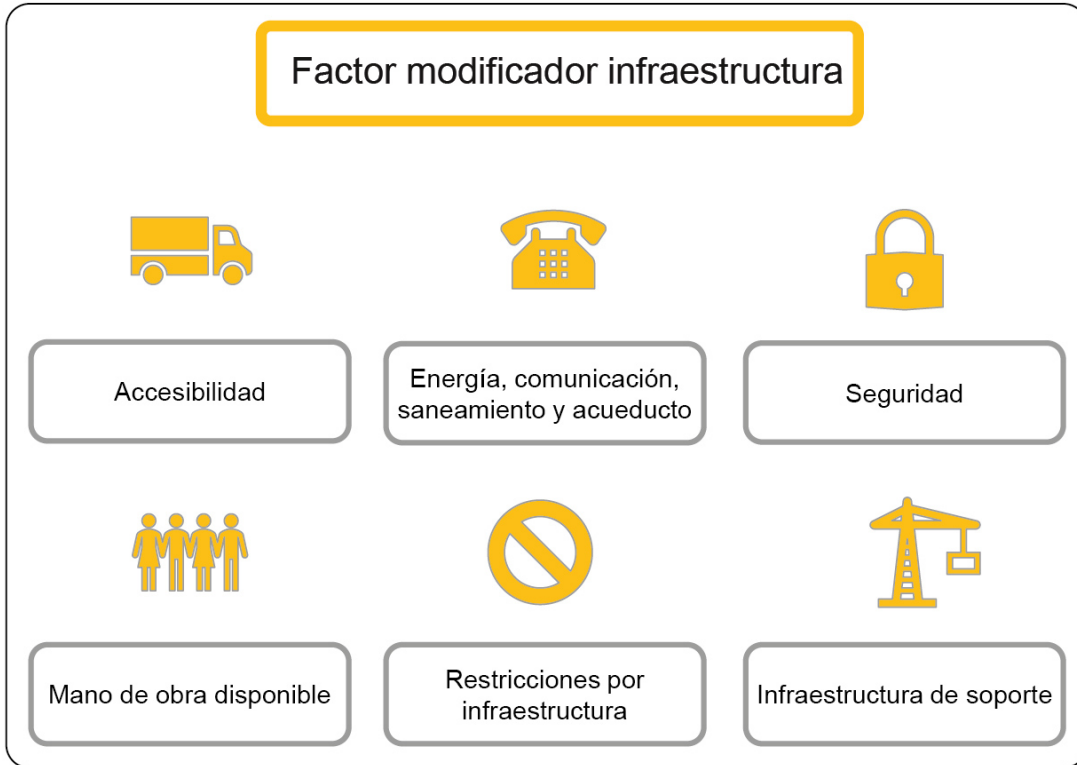 Factor modificador infraestructura
Accesibilidad
Energía, comunicación,
saneamiento y acueducto
Seguridad
Mano de obra disponible
Restricciones por
infraestructura
Infraestructura de soporte